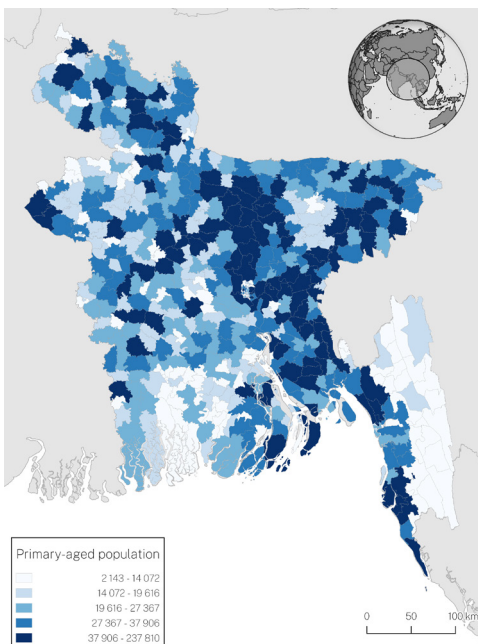 Primary-aged population
2 143 - 14 072
14 072 - 19 616
19 616 - 27 367
27 367 - 37 906
37 906 - 237 810
0 50 100 km